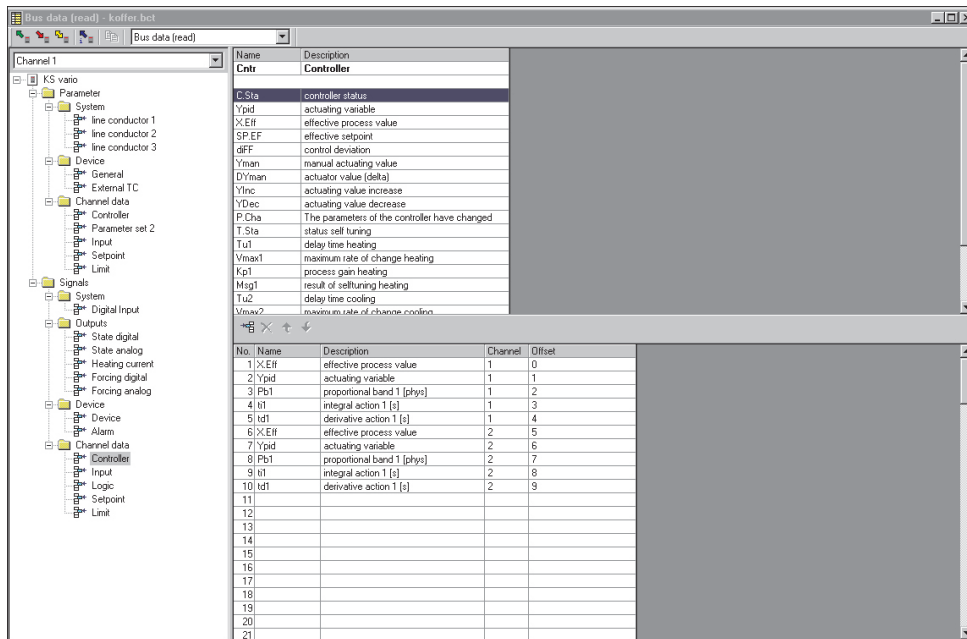 Bus data (read) - koffer.bct
Bus data (read)
Channel 1
KS vario
Parameter
System
line conductor 1
line conductor 2
line conductor 3
Device
General
External TC
Channel data
Controller
Parameter set 2
Input
Setpoint
Limit
Signals
System
Digital Input
Outputs
State digital
State analog
Heating current
Forcing digital
Forcing analog
Device
Device
Alarm
Channel data
Controller
Input
Logic
Setpoint
Limit
Name Description
Cntr Controller
C.Sta controller status
Ypid actuating variable
X.Eff effective process value
SP.EF effective setpoint
diFF control deviation
Yman manual actuating value
DYman actuator value (delta)
YInc actuating value increase
YDec actuating value decrease
P.Cha The parameters of the controller have changed
T.Sta status self tuning
Tu1 delay time heating
Vmax1 maximum rate of change heating
Kp1 process gain heating
Msg1 result of selftuning heating
Tu2 delay time cooling
Vmax2 maximum rate of change cooling
No. Name Description Channel Offset
1 X.Eff effective process value 1 0
2 Ypid actuating variable 1 1
3 Pb1 proportional band 1 [phys] 1 2
4 ti1 integral action 1 [s] 1 3
5 td1 derivative action 1 [s] 1 4
6 X.Eff effective process value 2 5
7 Ypid actuating variable 2 6
8 Pb1 proportional band 1 [phys] 2 7
9 ti1 integral action 1 [s] 2 8
10 td1 derivative action 1 [s] 2 9
11
12
13
14
15
16
17
18
19
20
21